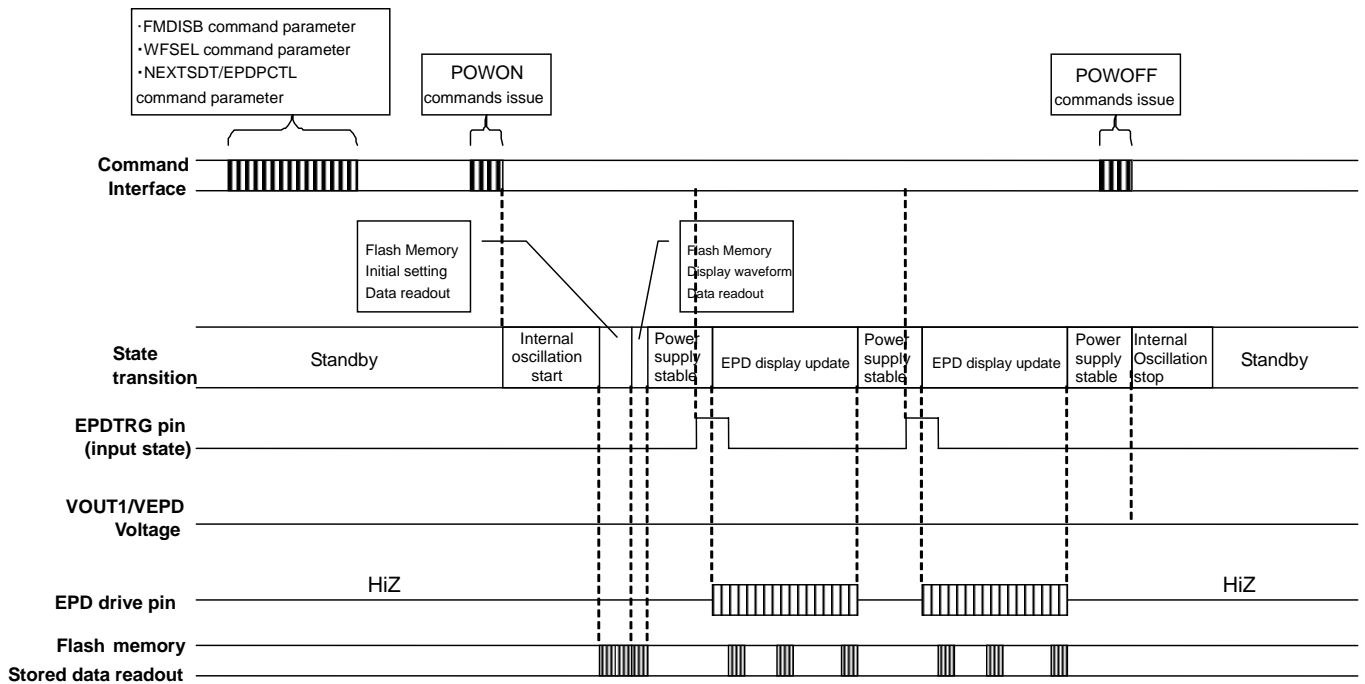 ・FMDISB command parameter
・WFSEL command parameter
・NEXTSDT/EPDPCTL
command parameter
POWON
commands issue
POWOFF
commands issue
Command
Interface
Flash Memory
Initial setting
Data readout
Flash Memory
Display waveform
Data readout
State
transition
Standby
Internal
oscillation
start
Power
supply
stable
EPD display update
Power
supply
stable
EPD display update
Power
supply
stable
Internal
Oscillation
stop
Standby
EPDTRG pin
(input state)
VOUT1/VEPD
Voltage
HiZ
HiZ
EPD drive pin
Flash memory
Stored data readout